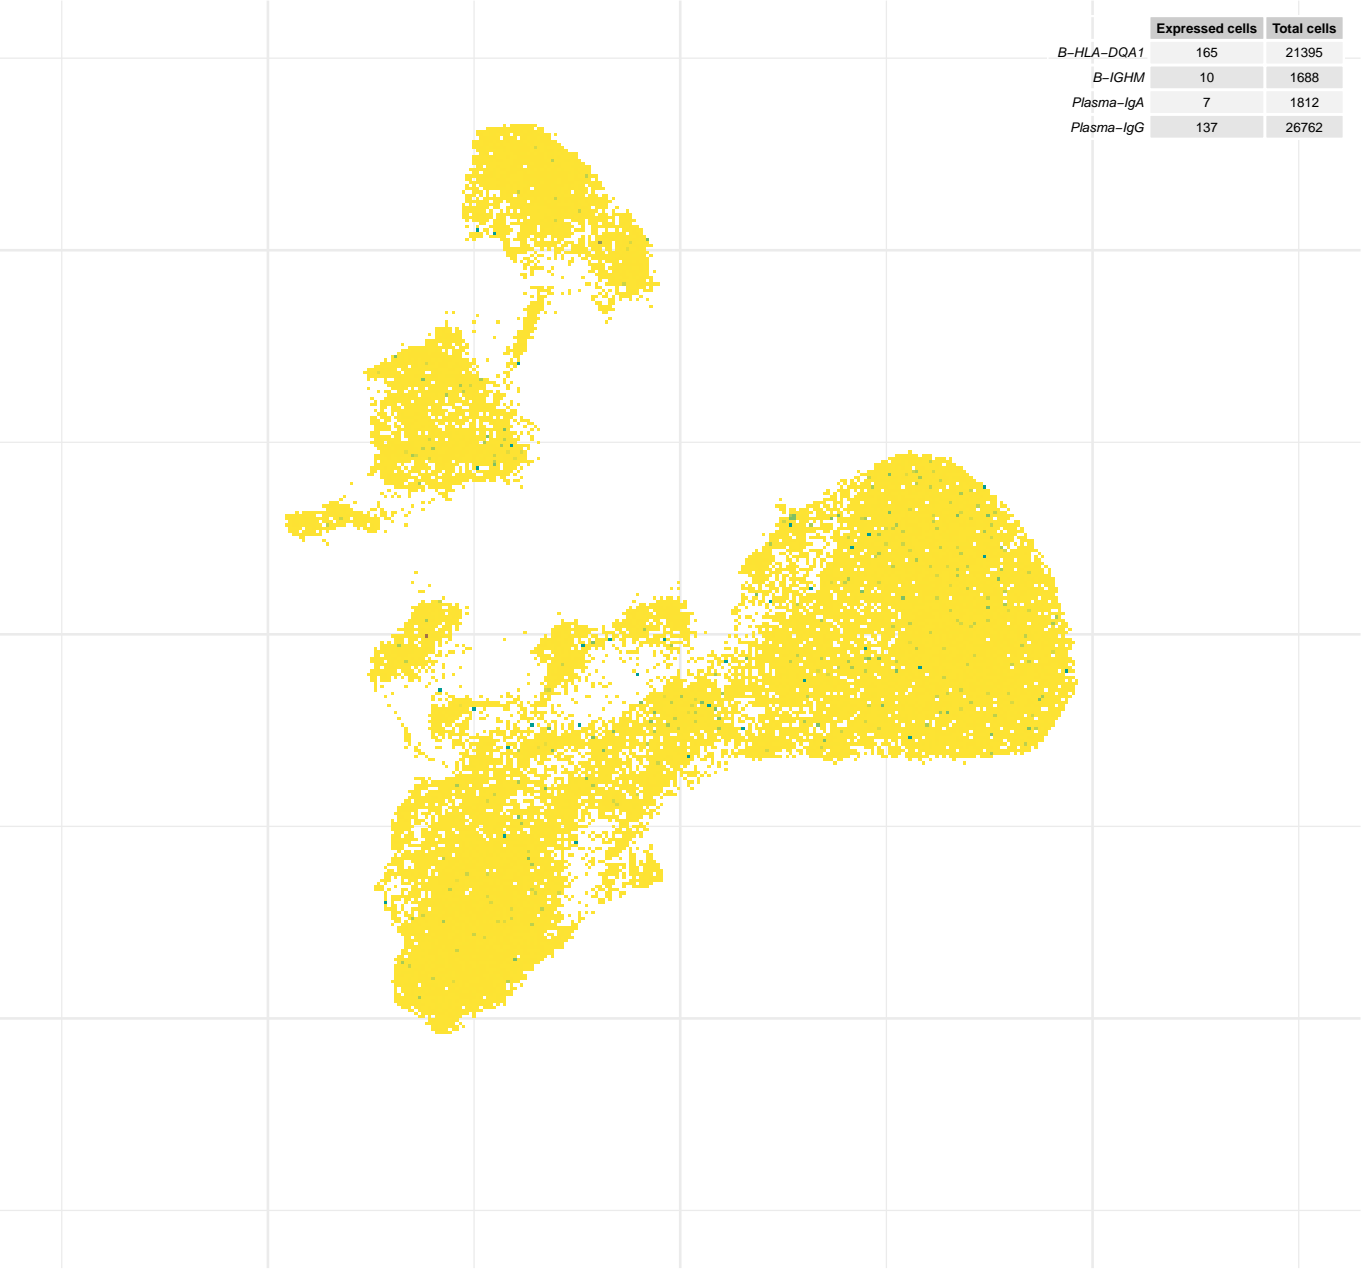 Expressed cells Total cells
B−HLA−DQA1 165 21395
B−IGHM 10 1688
Plasma−IgA 7 1812
Plasma−IgG 137 26762